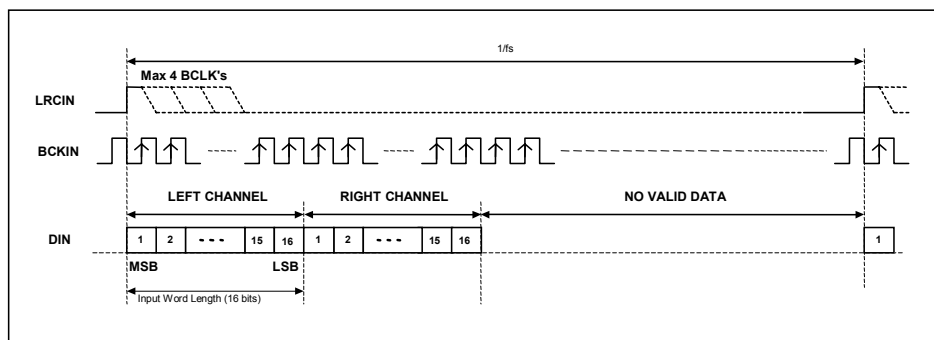 1/fs
Max 4 BCLK's
LRCIN
BCKIN
LEFT CHANNEL RIGHT CHANNEL NO VALID DATA
DIN 1 2 15 16 1 2 15 16 1
MSB LSB
Input Word Length (16 bits)